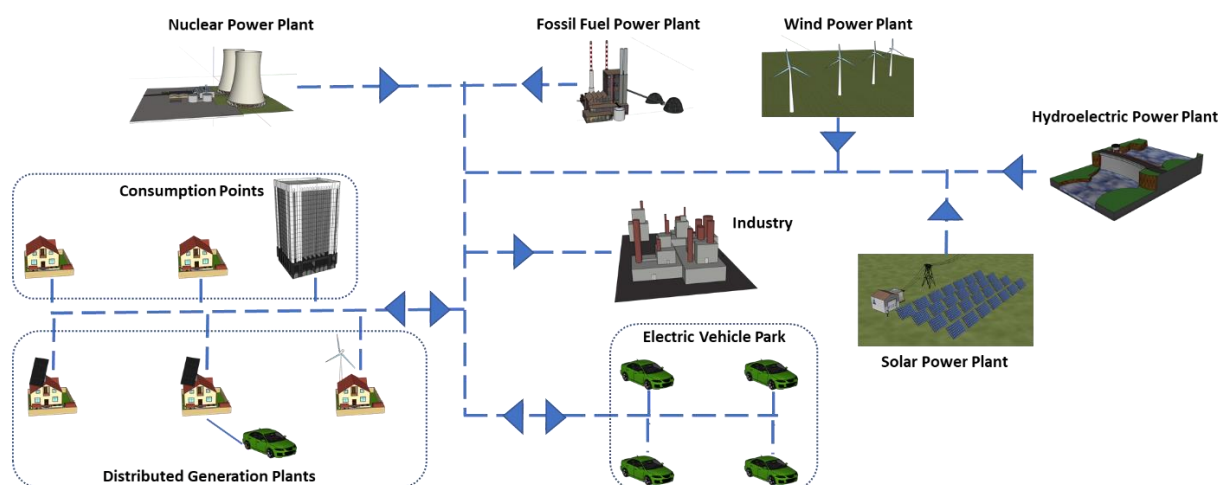 Nuclear Power Plant
Fossil Fuel Power Plant
Wind Power Plant
Hydroelectric Power Plant
Consumption Points
Industry
Electric Vehicle Park
Solar Power Plant
Distributed Generation Plants